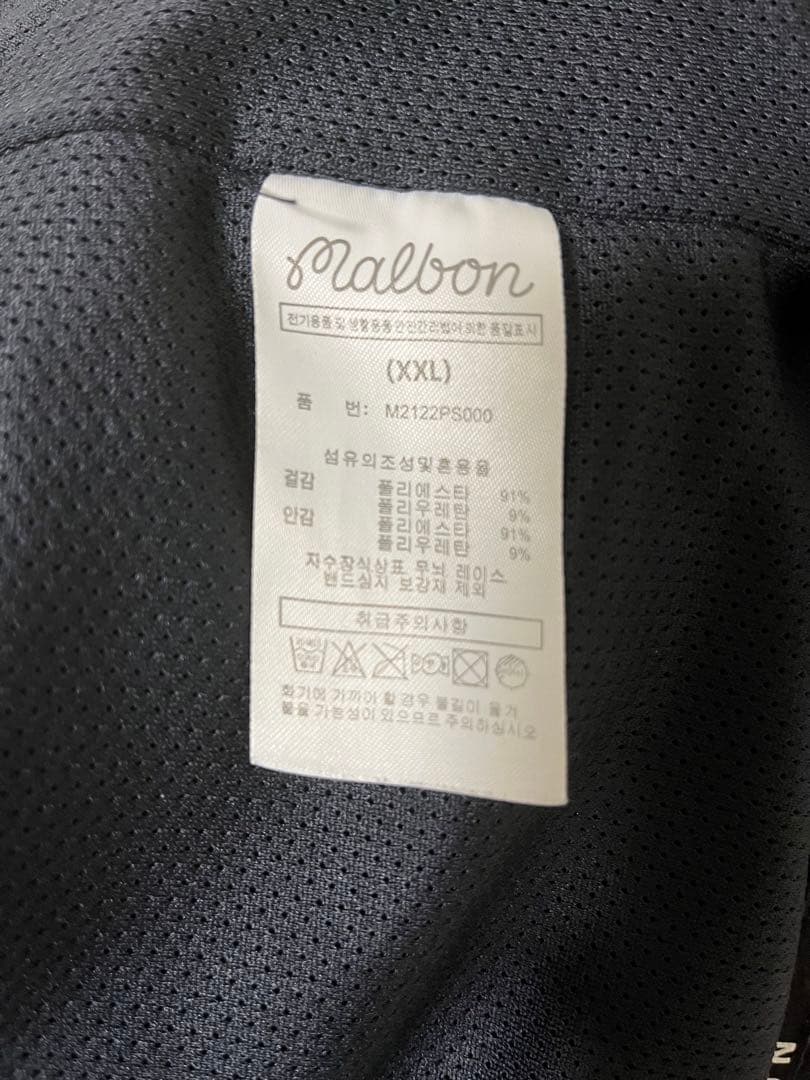 Malbon
전기용품 및 생활용품 안전관리법에 의한 품질표시
(XXL)
품 번: M2122PS000
섬유의조성및혼용율
겉감 폴리에스타 91%
폴리우레탄 9%
안감 폴리에스타 91%
폴리우레탄 9%
자수장식상표 무늬 레이스
밴드심지 보강재 제외
취급주의사항
화기에 가까이 할 경우 불길이 옮겨
붙을 가능성이 있으므로 주의하십시오
N